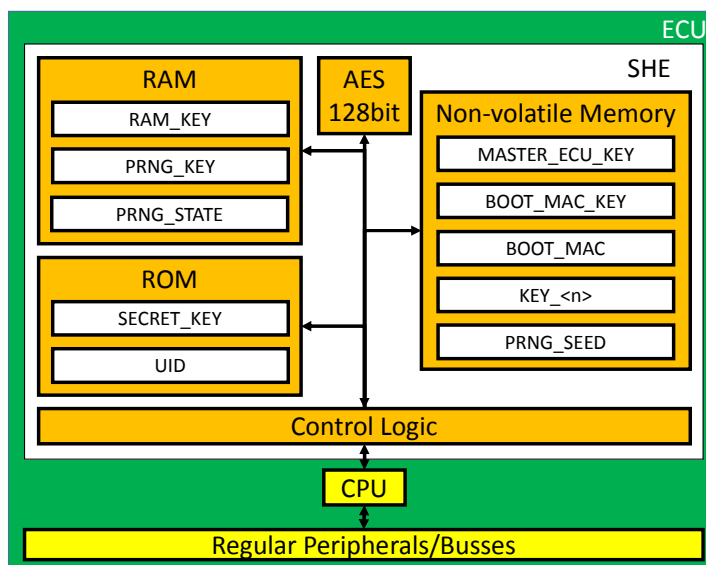 ECU
SHE
RAM
RAM_KEY
PRNG_KEY
PRNG_STATE
AES
128bit
Non-volatile Memory
MASTER_ECU_KEY
BOOT_MAC_KEY
BOOT_MAC
KEY_<n>
PRNG_SEED
ROM
SECRET_KEY
UID
Control Logic
CPU
Regular Peripherals/Busses